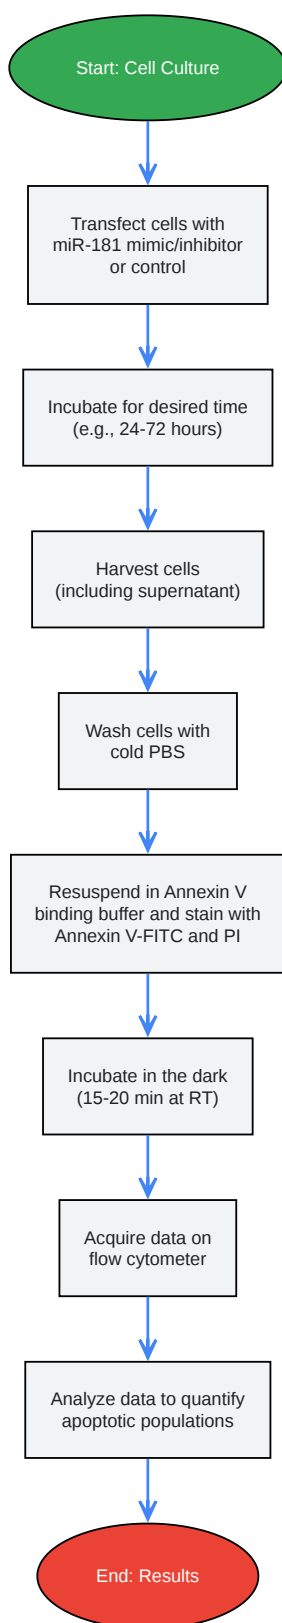 Start: Cell Culture
Transfect cells with
miR-181 mimic/inhibitor
or control
Incubate for desired time
(e.g., 24-72 hours)
Harvest cells
(including supernatant)
Wash cells with
cold PBS
Resuspend in Annexin V
binding buffer and stain with
Annexin V-FITC and PI
Incubate in the dark
(15-20 min at RT)
Acquire data on
flow cytometer
Analyze data to quantify
apoptotic populations
End: Results